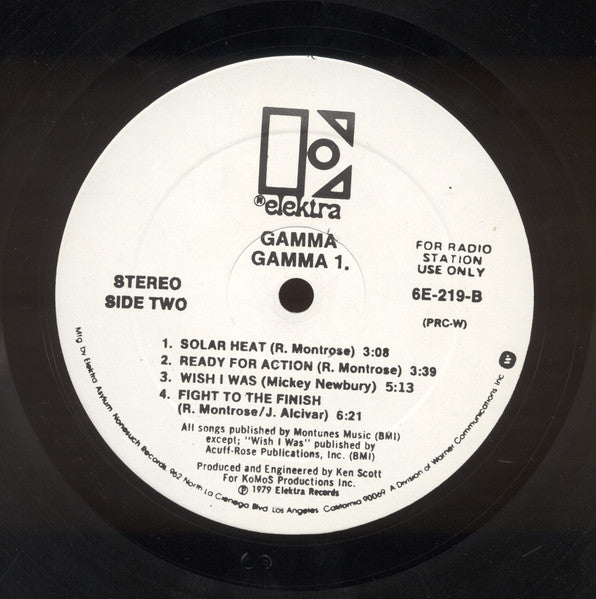 ®elektra
GAMMA
GAMMA 1.
STEREO
SIDE TWO
FOR RADIO
STATION
USE ONLY
6E-219-B
(PRC-W)
1. SOLAR HEAT (R. Montrose) 3:08
2. READY FOR ACTION (R. Montrose) 3:39
3. WISH I WAS (Mickey Newbury) 5:13
4. FIGHT TO THE FINISH
(R. Montrose/J. Alcivar) 6:21
All songs published by Montunes Music (BMI)
except; "Wish I Was" published by
Acuff-Rose Publications, Inc. (BMI)
Produced and Engineered by Ken Scott
For KoMoS Productions Inc.
℗ 1979 Elektra Records
Mfg by Elektra Asylum Nonesuch Records 962 North La Cienega Blvd Los Angeles California 90069 A Division of Warner Communications Inc